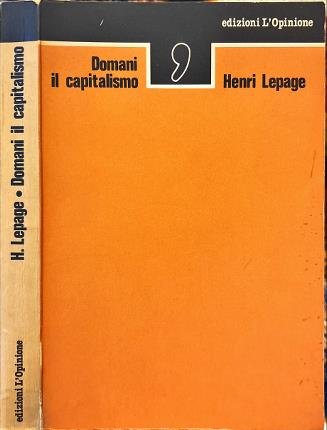 H. Lepage • Domani il capitalismo
edizioni L'Opinione
edizioni L'Opinione
Domani
il capitalismo
,
Henri Lepage